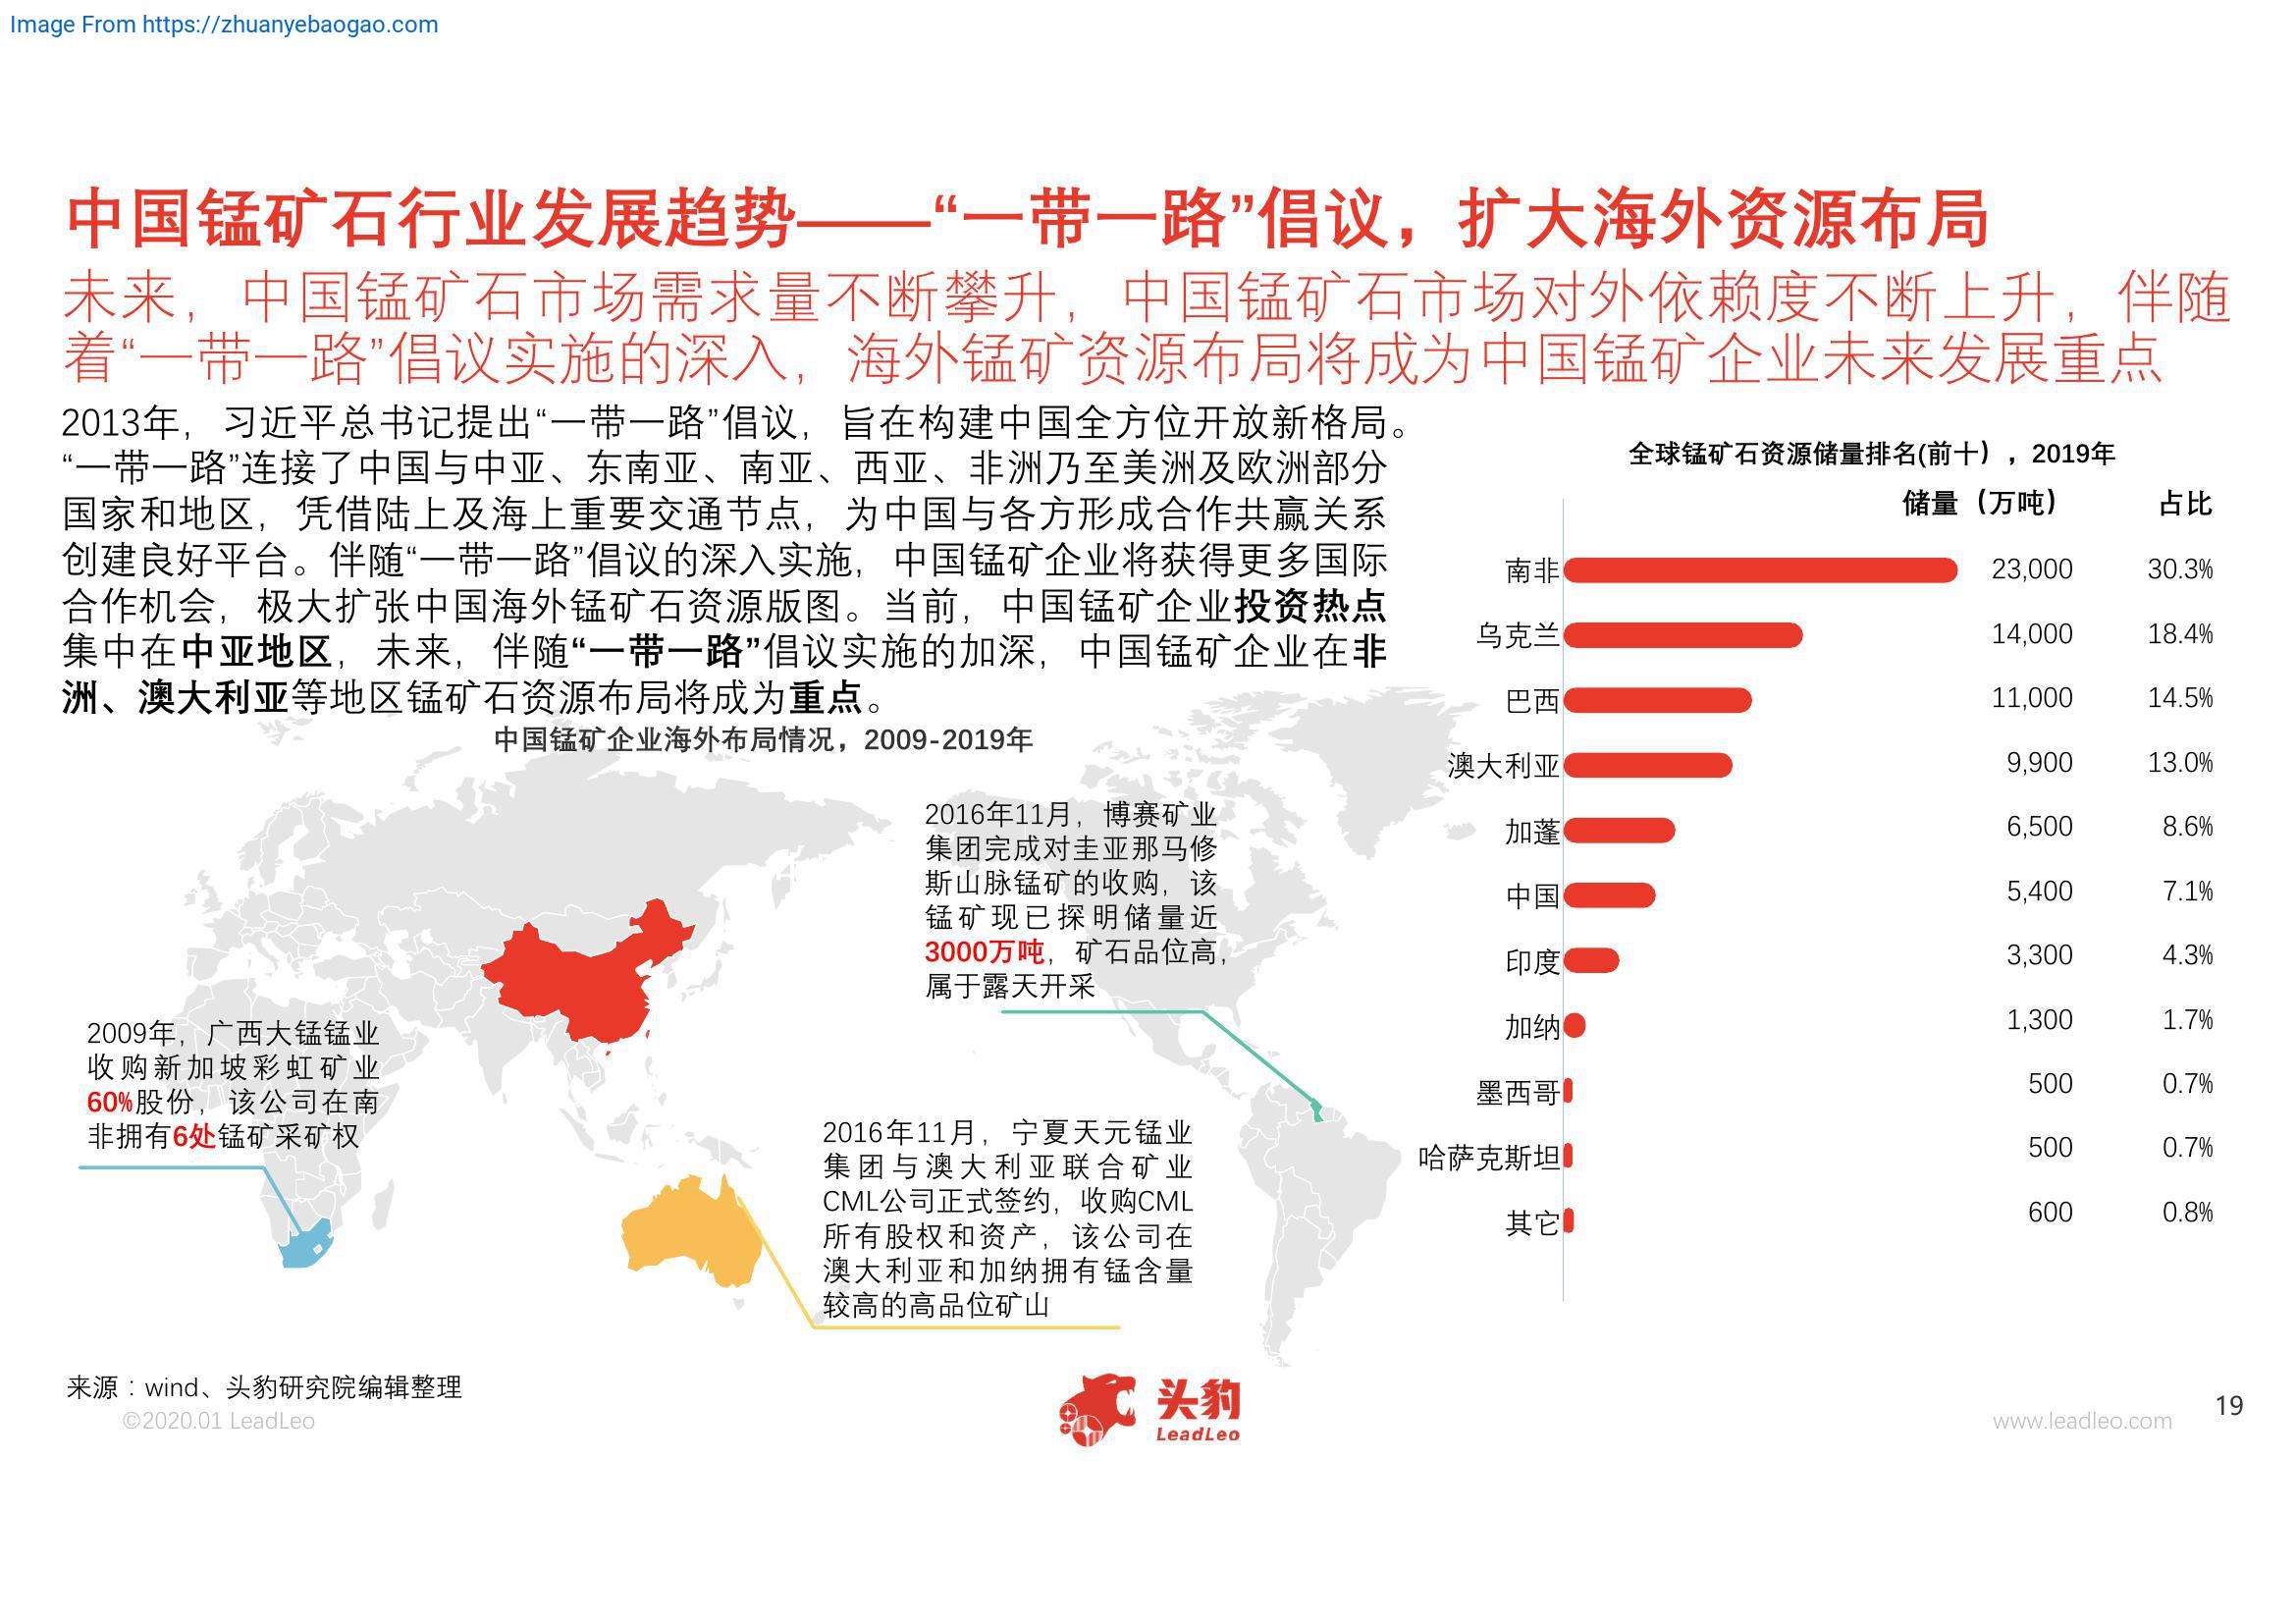 Image From https://zhuanyebaogao.com
中国锰矿石行业发展趋势——“一带一路”倡议，扩大海外资源布局
未来，中国锰矿石市场需求量不断攀升，中国锰矿石市场对外依赖度不断上升，伴随
着“一带一路”倡议实施的深入，海外锰矿资源布局将成为中国锰矿企业未来发展重点
2013年，习近平总书记提出“一带一路”倡议，旨在构建中国全方位开放新格局。
“一带一路”连接了中国与中亚、东南亚、南亚、西亚、非洲乃至美洲及欧洲部分
国家和地区，凭借陆上及海上重要交通节点，为中国与各方形成合作共赢关系
创建良好平台。伴随“一带一路”倡议的深入实施，中国锰矿企业将获得更多国际
合作机会，极大扩张中国海外锰矿石资源版图。当前，中国锰矿企业投资热点
集中在中亚地区，未来，伴随“一带一路”倡议实施的加深，中国锰矿企业在非
洲、澳大利亚等地区锰矿石资源布局将成为重点。
中国锰矿企业海外布局情况，2009-2019年
2016年11月，博赛矿业
集团完成对圭亚那马修
斯山脉锰矿的收购，该
锰矿现已探明储量近
3000万吨，矿石品位高，
属于露天开采
2009年，广西大锰锰业
收购新加坡彩虹矿业
60%股份，该公司在南
非拥有6处锰矿采矿权
2016年11月，宁夏天元锰业
集团与澳大利亚联合矿业
CML公司正式签约，收购CML
所有股权和资产，该公司在
澳大利亚和加纳拥有锰含量
较高的高品位矿山
全球锰矿石资源储量排名(前十），2019年
储量（万吨） 占比
南非 23,000 30.3%
乌克兰 14,000 18.4%
巴西 11,000 14.5%
澳大利亚 9,900 13.0%
加蓬 6,500 8.6%
中国 5,400 7.1%
印度 3,300 4.3%
加纳 1,300 1.7%
墨西哥 500 0.7%
哈萨克斯坦 500 0.7%
其它 600 0.8%
来源：wind、头豹研究院编辑整理
©2020.01 LeadLeo
头豹
LeadLeo
www.leadleo.com
19